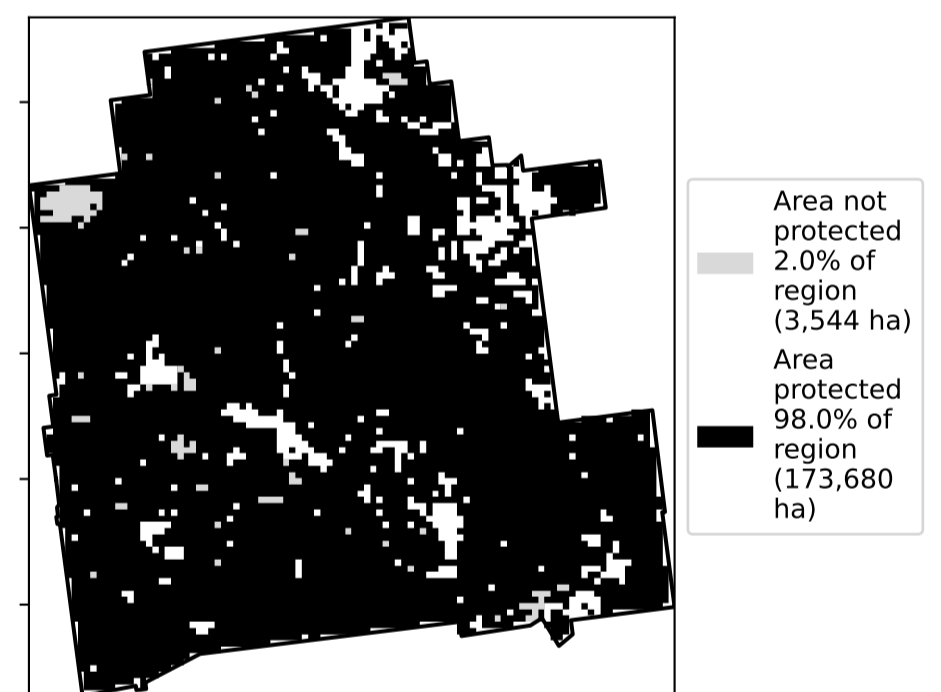 Area not
protected
2.0% of
region
(3,544 ha)
Area
protected
98.0% of
region
(173,680
ha)